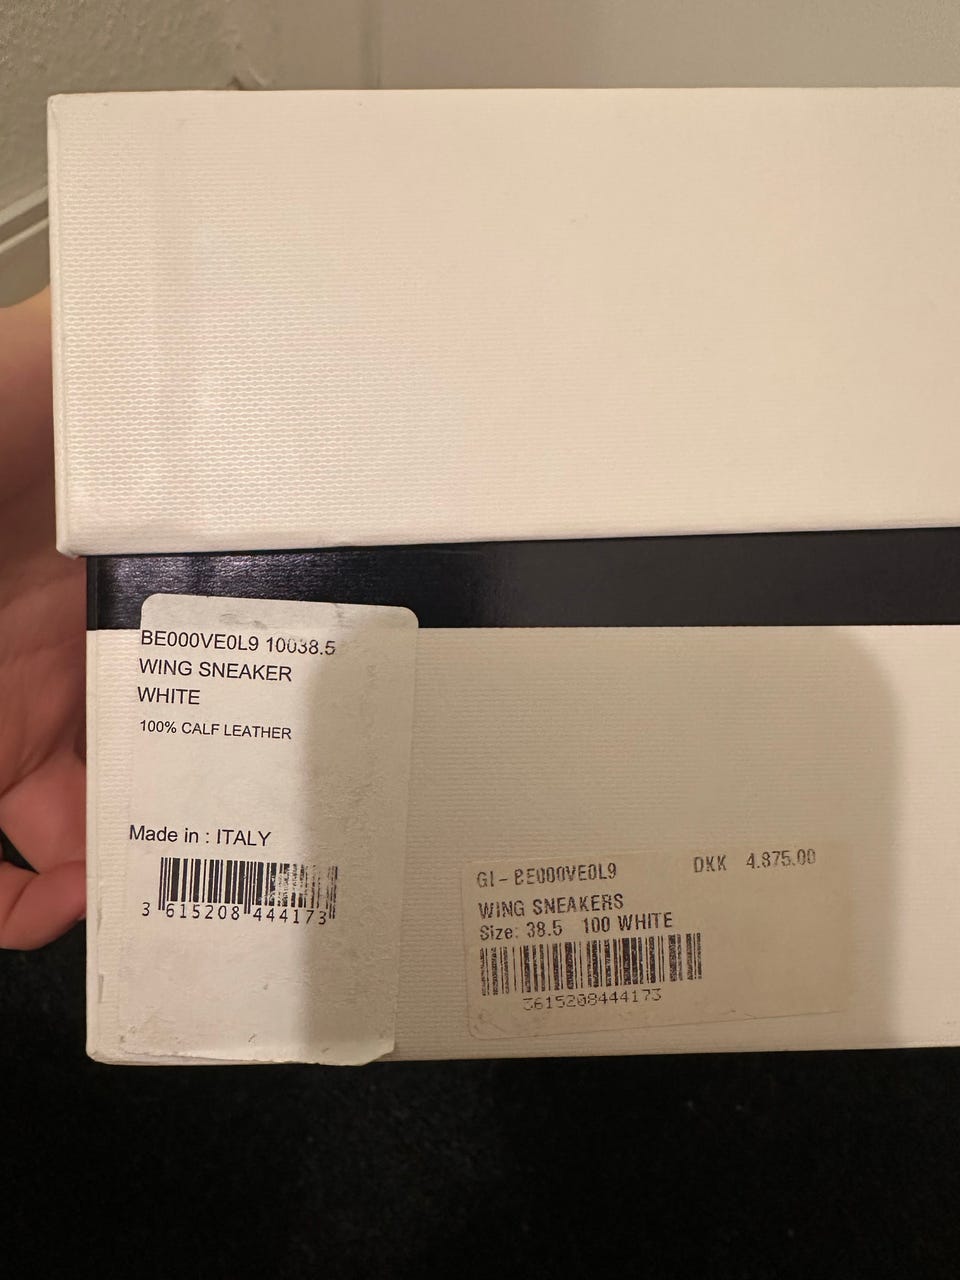 BE000VE0L9 10038.5
WING SNEAKER
WHITE
100% CALF LEATHER
Made in : ITALY
3 615208 444173
GI-BE000VE0L9 DKK 4.875.00
WING SNEAKERS
Size: 38.5 100 WHITE
3615208444173